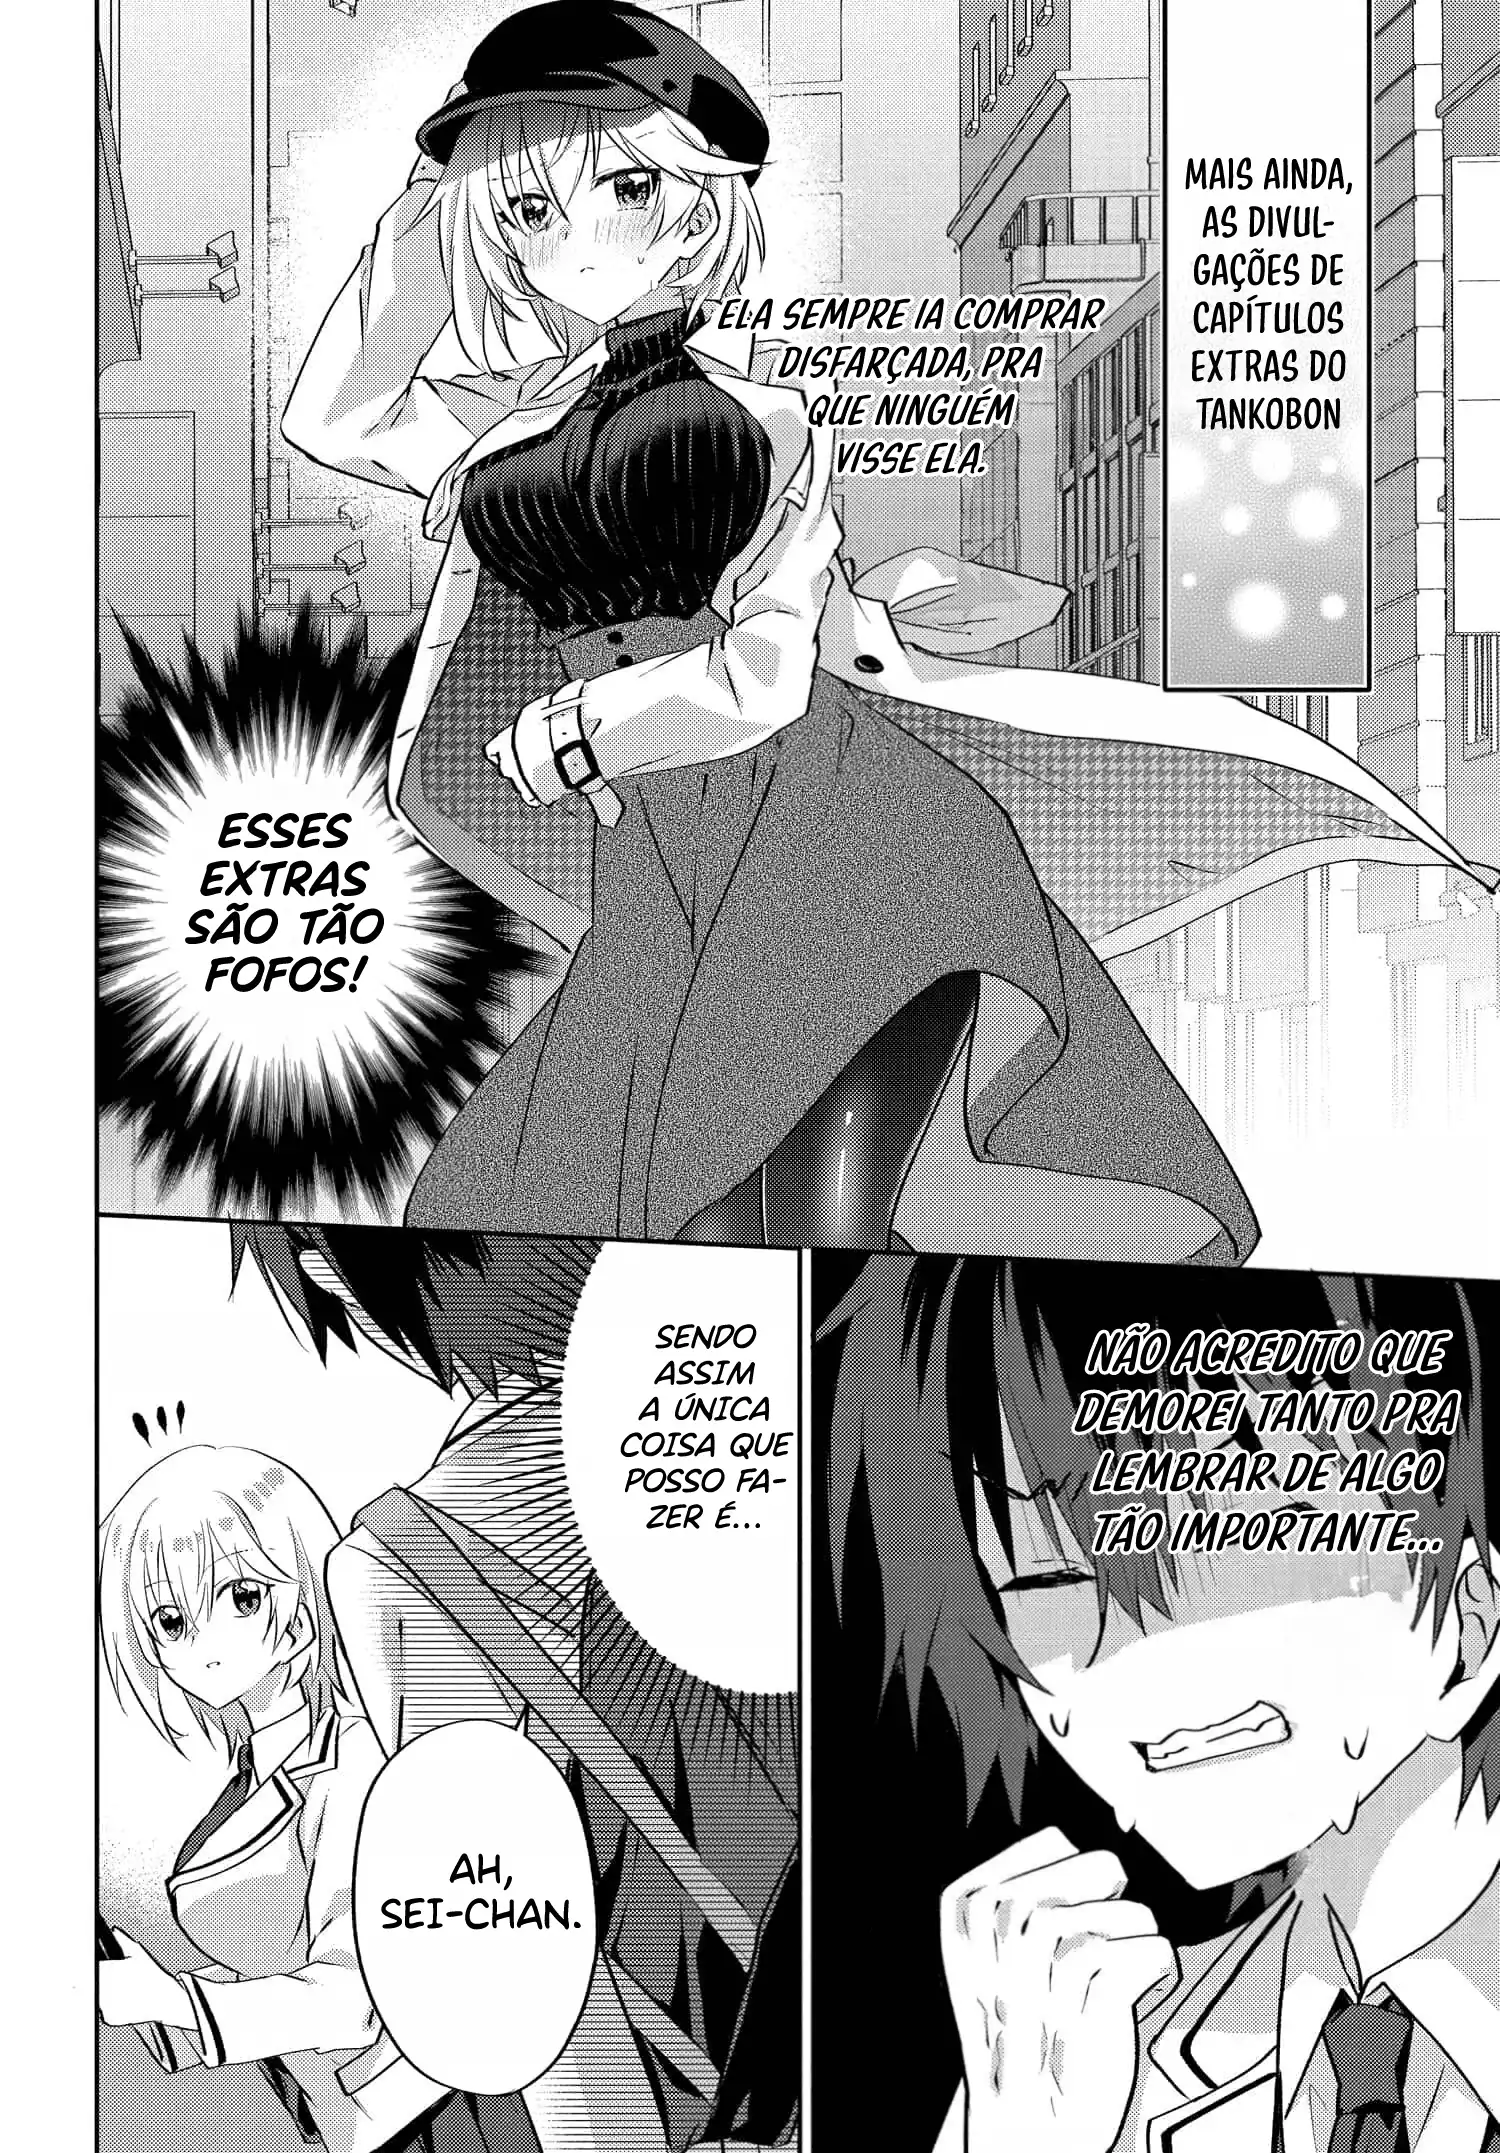 MAIS AINDA,
AS DIVUL-
GAÇÕES DE
CAPÍTULOS
EXTRAS DO
TANKOBON
ELA SEMPRE IA COMPRAR
DISFARÇADA, PRA
QUE NINGUÉM
VISSE ELA.
ESSES
EXTRAS
SÃO TÃO
FOFOS!
NÃO ACREDITO QUE
DEMOREI TANTO PRA
LEMBRAR DE ALGO
TÃO IMPORTANTE...
SENDO
ASSIM
A ÚNICA
COISA QUE
POSSO FA-
ZER É...
AH,
SEI-CHAN.